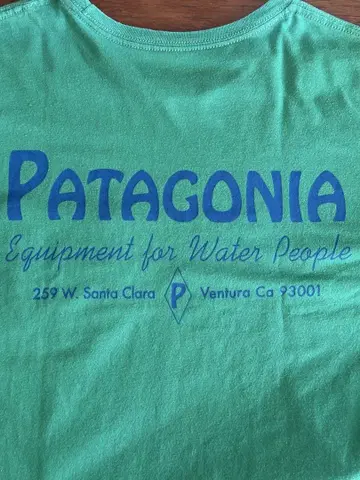 PATAGONIA
Equipment for Water People
259 W. Santa Clara P Ventura Ca 93001